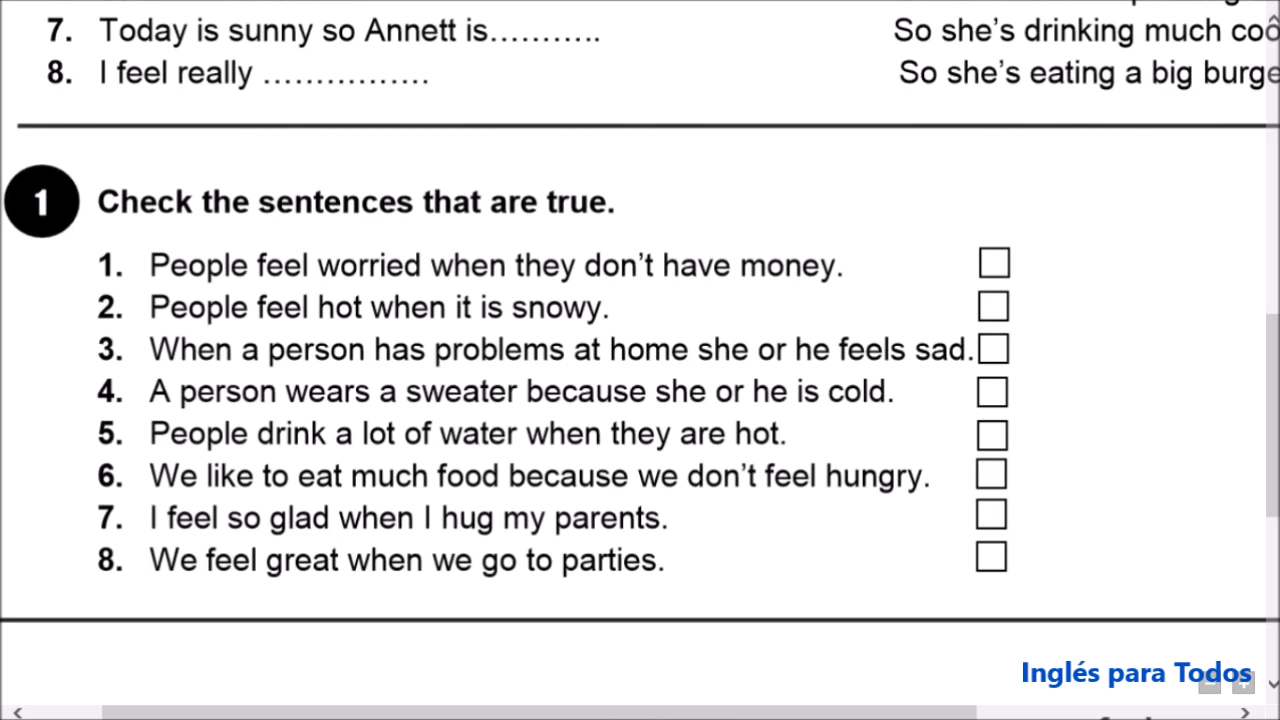 7. Today is sunny so Annett is........... So she's drinking much
8. I feel really ................ So she's eating a big
1 Check the sentences that are true.
1. People feel worried when they don't have money.
2. People feel hot when it is snowy.
3. When a person has problems at home she or he feels sad.
4. A person wears a sweater because she or he is cold.
5. People drink a lot of water when they are hot.
6. We like to eat much food because we don't feel hungry.
7. I feel so glad when I hug my parents.
8. We feel great when we go to parties.
Inglés para Todos